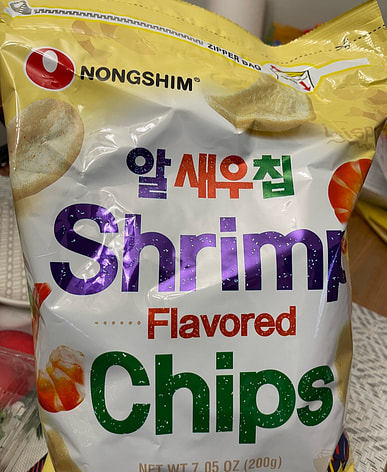 ZIPPER BAG
NONGSHIM®
알새우칩
Shrimp
Flavored
Chips
NET WT 7.05 OZ (200g)